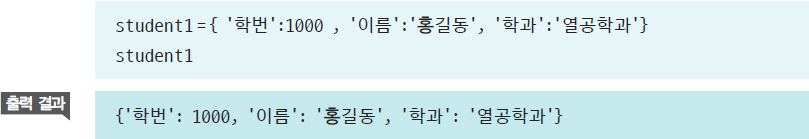 student1 = { '학번':1000 , '이름':'홍길동', '학과':'열공학과'}
student1
출력 결과
{'학번': 1000, '이름': '홍길동', '학과': '열공학과'}